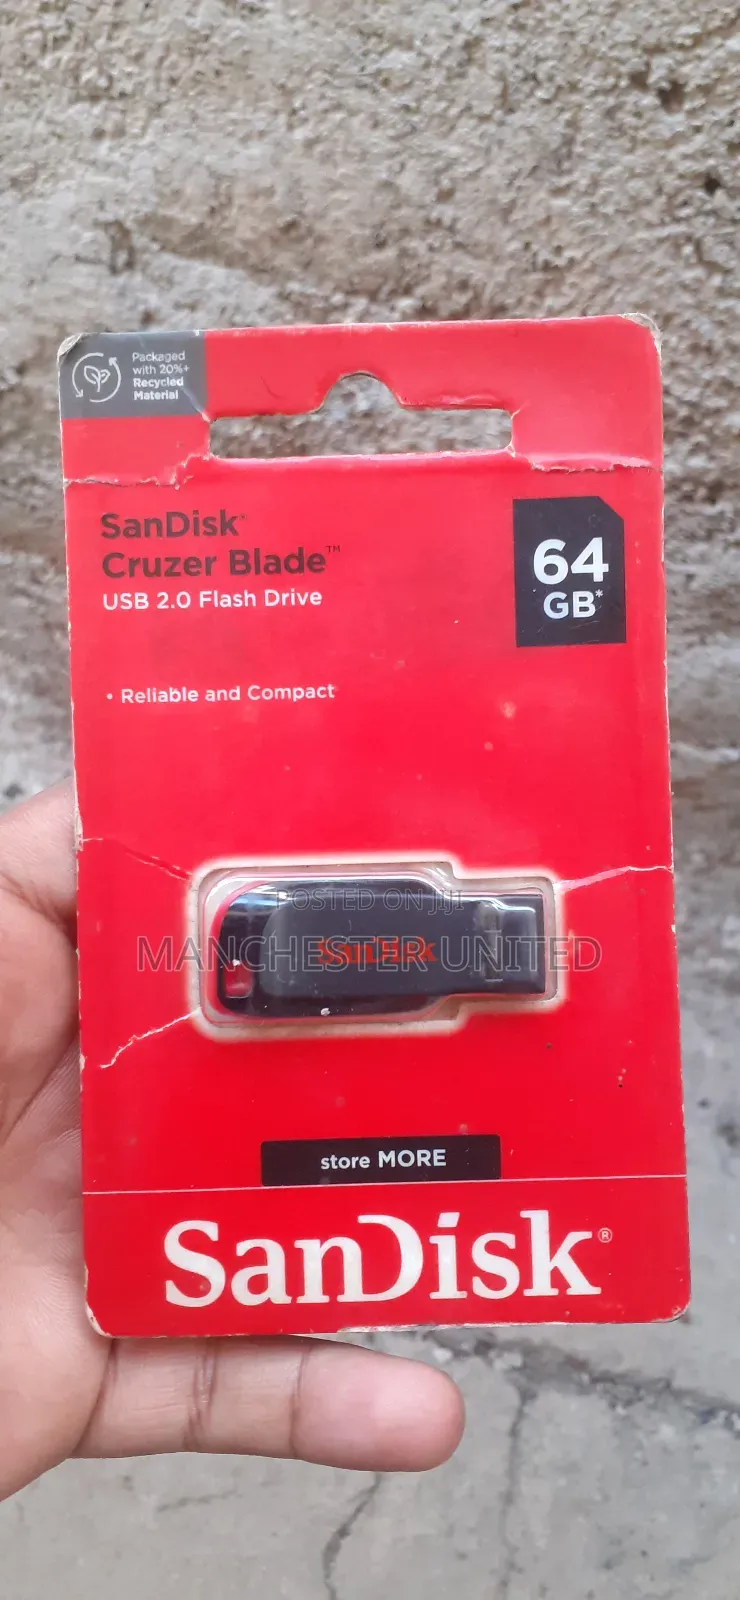 Packaged
with 20%+
Recycled
Material
SanDisk®
Cruzer Blade™
USB 2.0 Flash Drive
64
GB*
• Reliable and Compact
POSTED ON JIJI
SanDisk
MANCHESTER UNITED
store MORE
SanDisk®